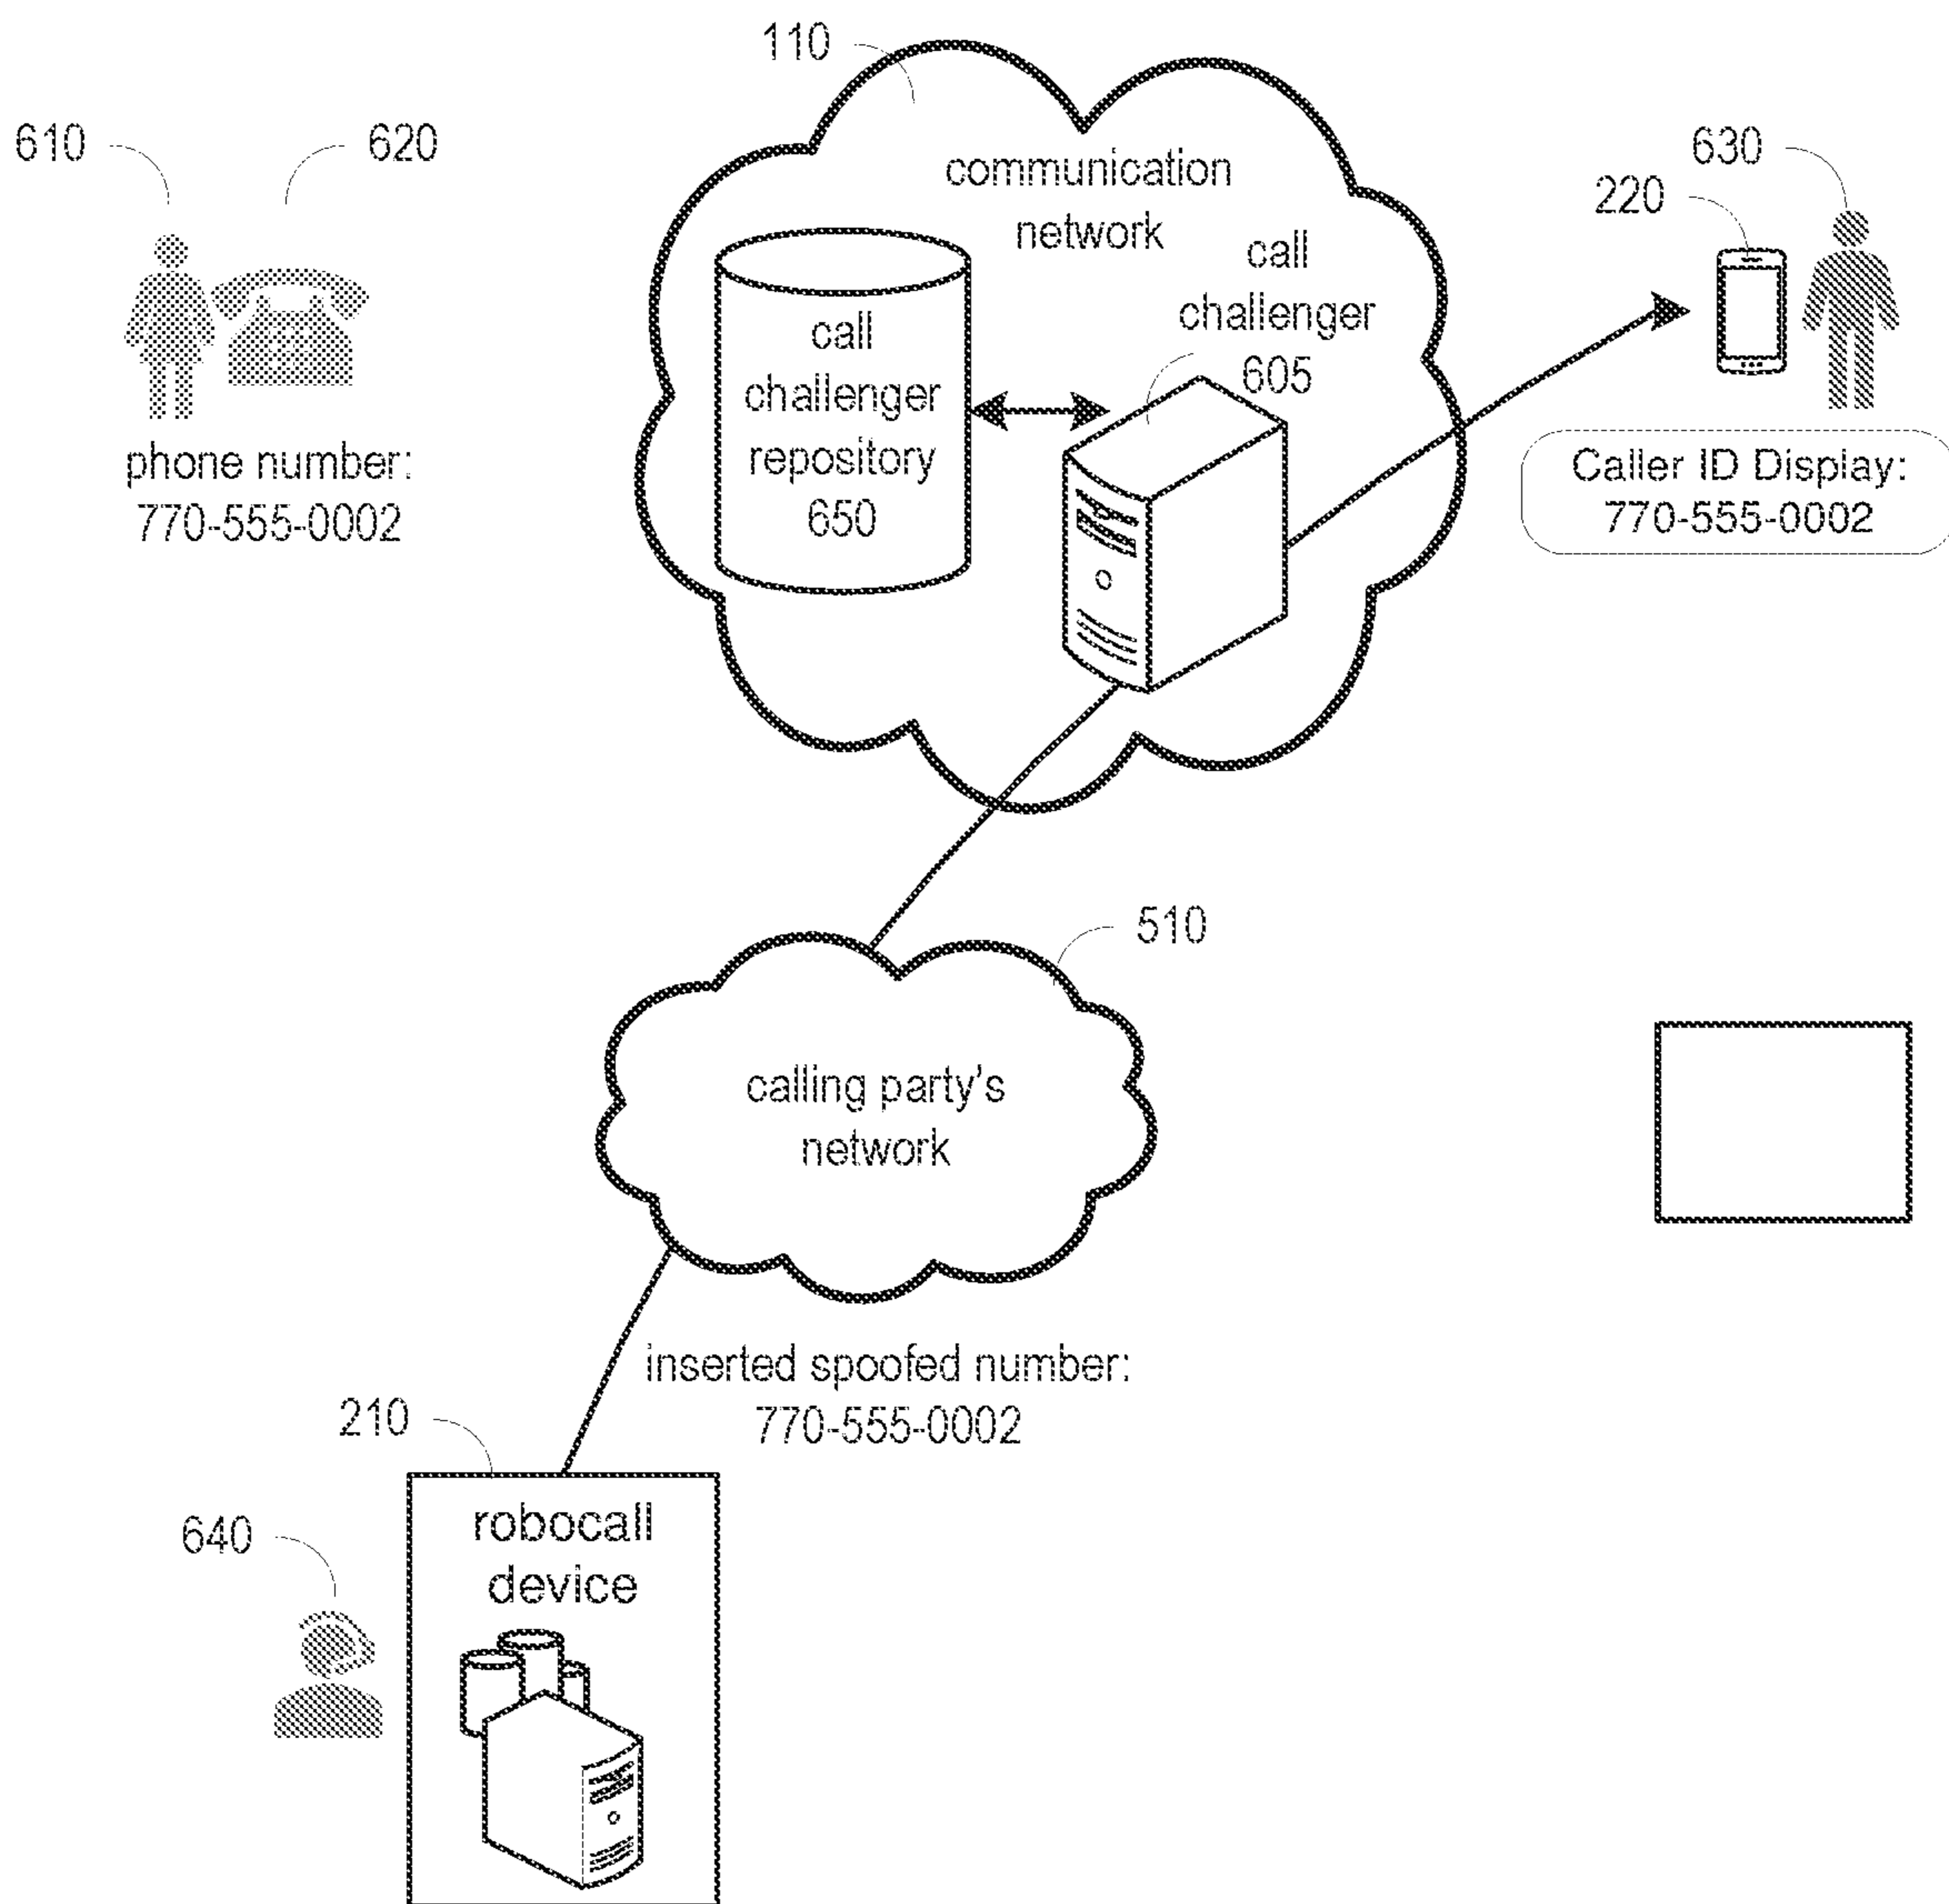 110
610
620
630
220
communication
network
call
challenger
605
call
challenger
repository
650
phone number:
770-555-0002
Caller ID Display:
770-555-0002
510
calling party's
network
inserted spoofed number:
770-555-0002
210
640
robocall
device